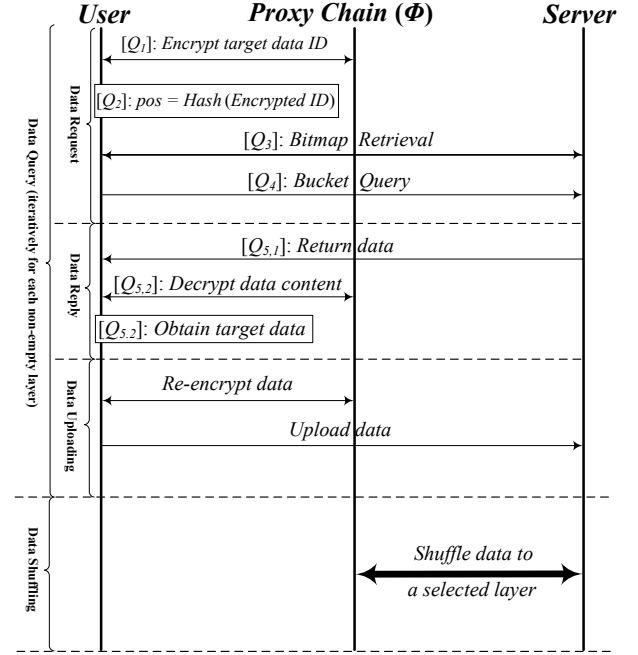 User
Proxy Chain (Φ)
Server
[Q1]: Encrypt target data ID
[Q2]: pos = Hash (Encrypted ID)
[Q3]: Bitmap Retrieval
[Q4]: Bucket Query
[Q5,1]: Return data
[Q5,2]: Decrypt data content
[Q5.2]: Obtain target data
Re-encrypt data
Upload data
Shuffle data to
a selected layer
Data Query (iteratively for each non-empty layer)
Data Request
Data Reply
Data Uploading
Data Shuffling